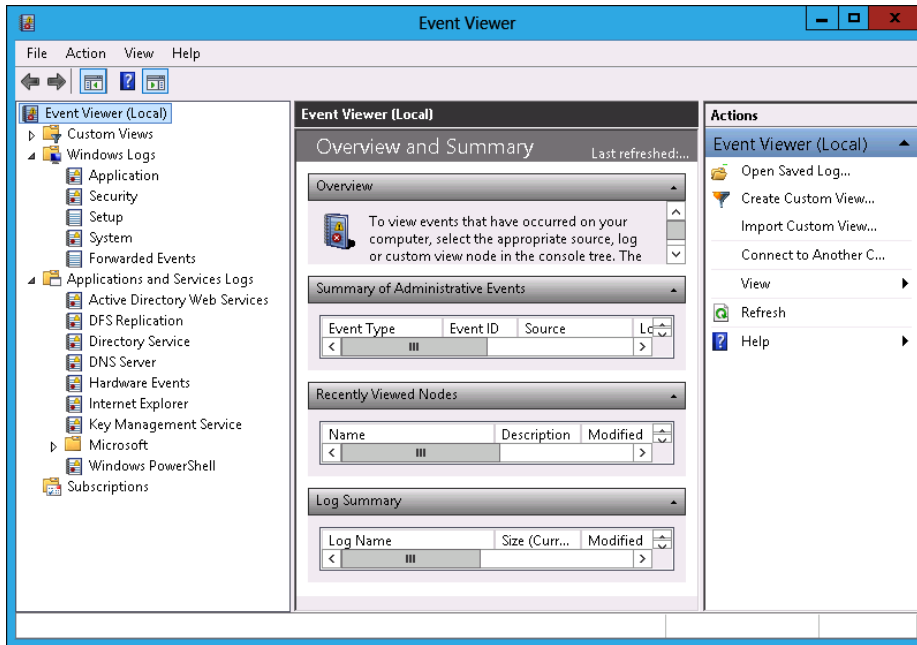 Event Viewer
File Action View Help
Event Viewer (Local)
Custom Views
Windows Logs
Application
Security
Setup
System
Forwarded Events
Applications and Services Logs
Active Directory Web Services
DFS Replication
Directory Service
DNS Server
Hardware Events
Internet Explorer
Key Management Service
Microsoft
Windows PowerShell
Subscriptions
Event Viewer (Local)
Overview and Summary Last refreshed:...
Overview
To view events that have occurred on your
computer, select the appropriate source, log
or custom view node in the console tree. The
Summary of Administrative Events
Event Type Event ID Source
Recently Viewed Nodes
Name Description Modified
Log Summary
Log Name Size (Curr... Modified
Actions
Event Viewer (Local)
Open Saved Log...
Create Custom View...
Import Custom View...
Connect to Another C...
View
Refresh
Help